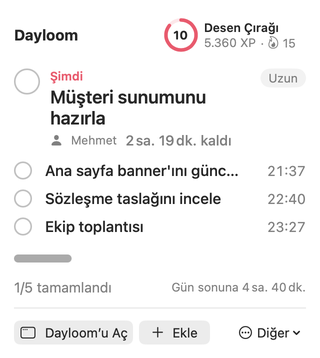 Dayloom
10
Desen Çırağı
5.360 XP · 15
Şimdi
Uzun
Müşteri sunumunu
hazırla
Mehmet 2 sa. 19 dk. kaldı
Ana sayfa banner'ını günc... 21:37
Sözleşme taslağını incele 22:40
Ekip toplantısı 23:27
1/5 tamamlandı Gün sonuna 4 sa. 40 dk.
Dayloom’u Aç + Ekle Diğer